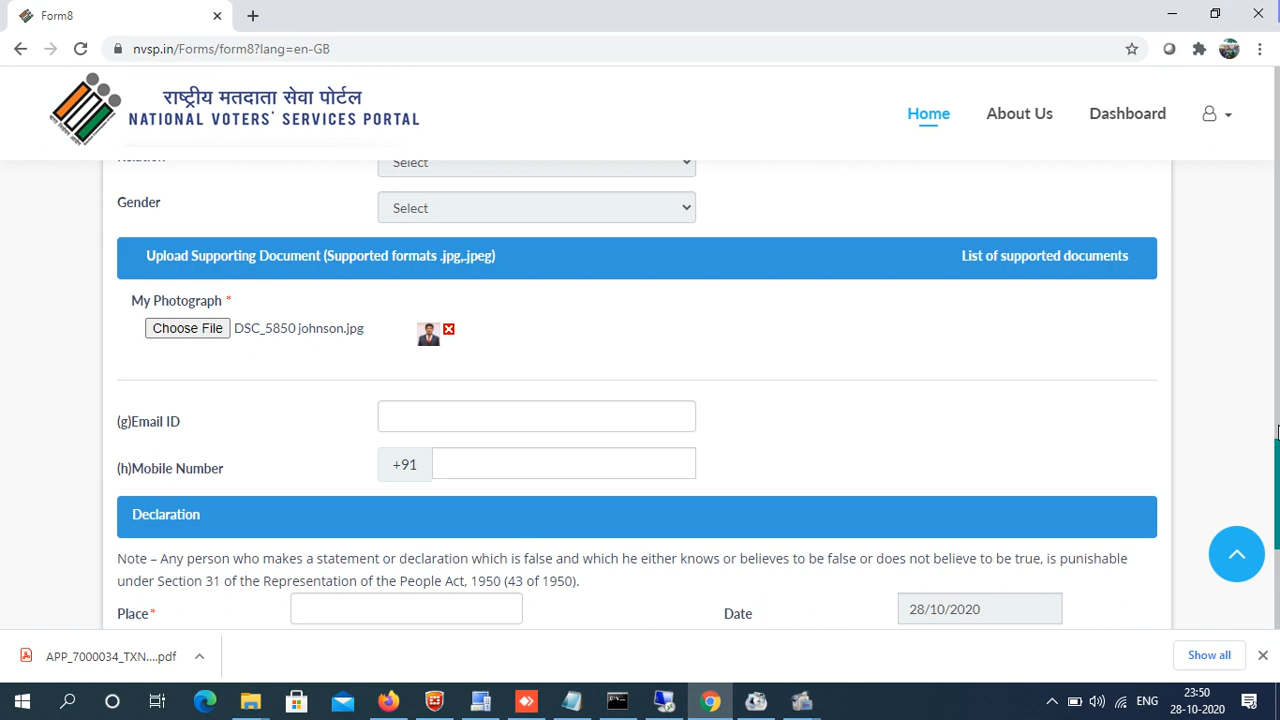 Form8
nvsp.in/Forms/form8?lang=en-GB
राष्ट्रीय मतदाता सेवा पोर्टल
NATIONAL VOTERS' SERVICES PORTAL
Home About Us Dashboard
Select
Gender Select
Upload Supporting Document (Supported formats .jpg,.jpeg) List of supported documents
My Photograph *
Choose File DSC_5850 johnson.jpg
(g)Email ID
(h)Mobile Number +91
Declaration
Note – Any person who makes a statement or declaration which is false and which he either knows or believes to be false or does not believe to be true, is punishable
under Section 31 of the Representation of the People Act, 1950 (43 of 1950).
Place* Date 28/10/2020
APP_7000034_TXN....pdf Show all
ENG 23:50
28-10-2020